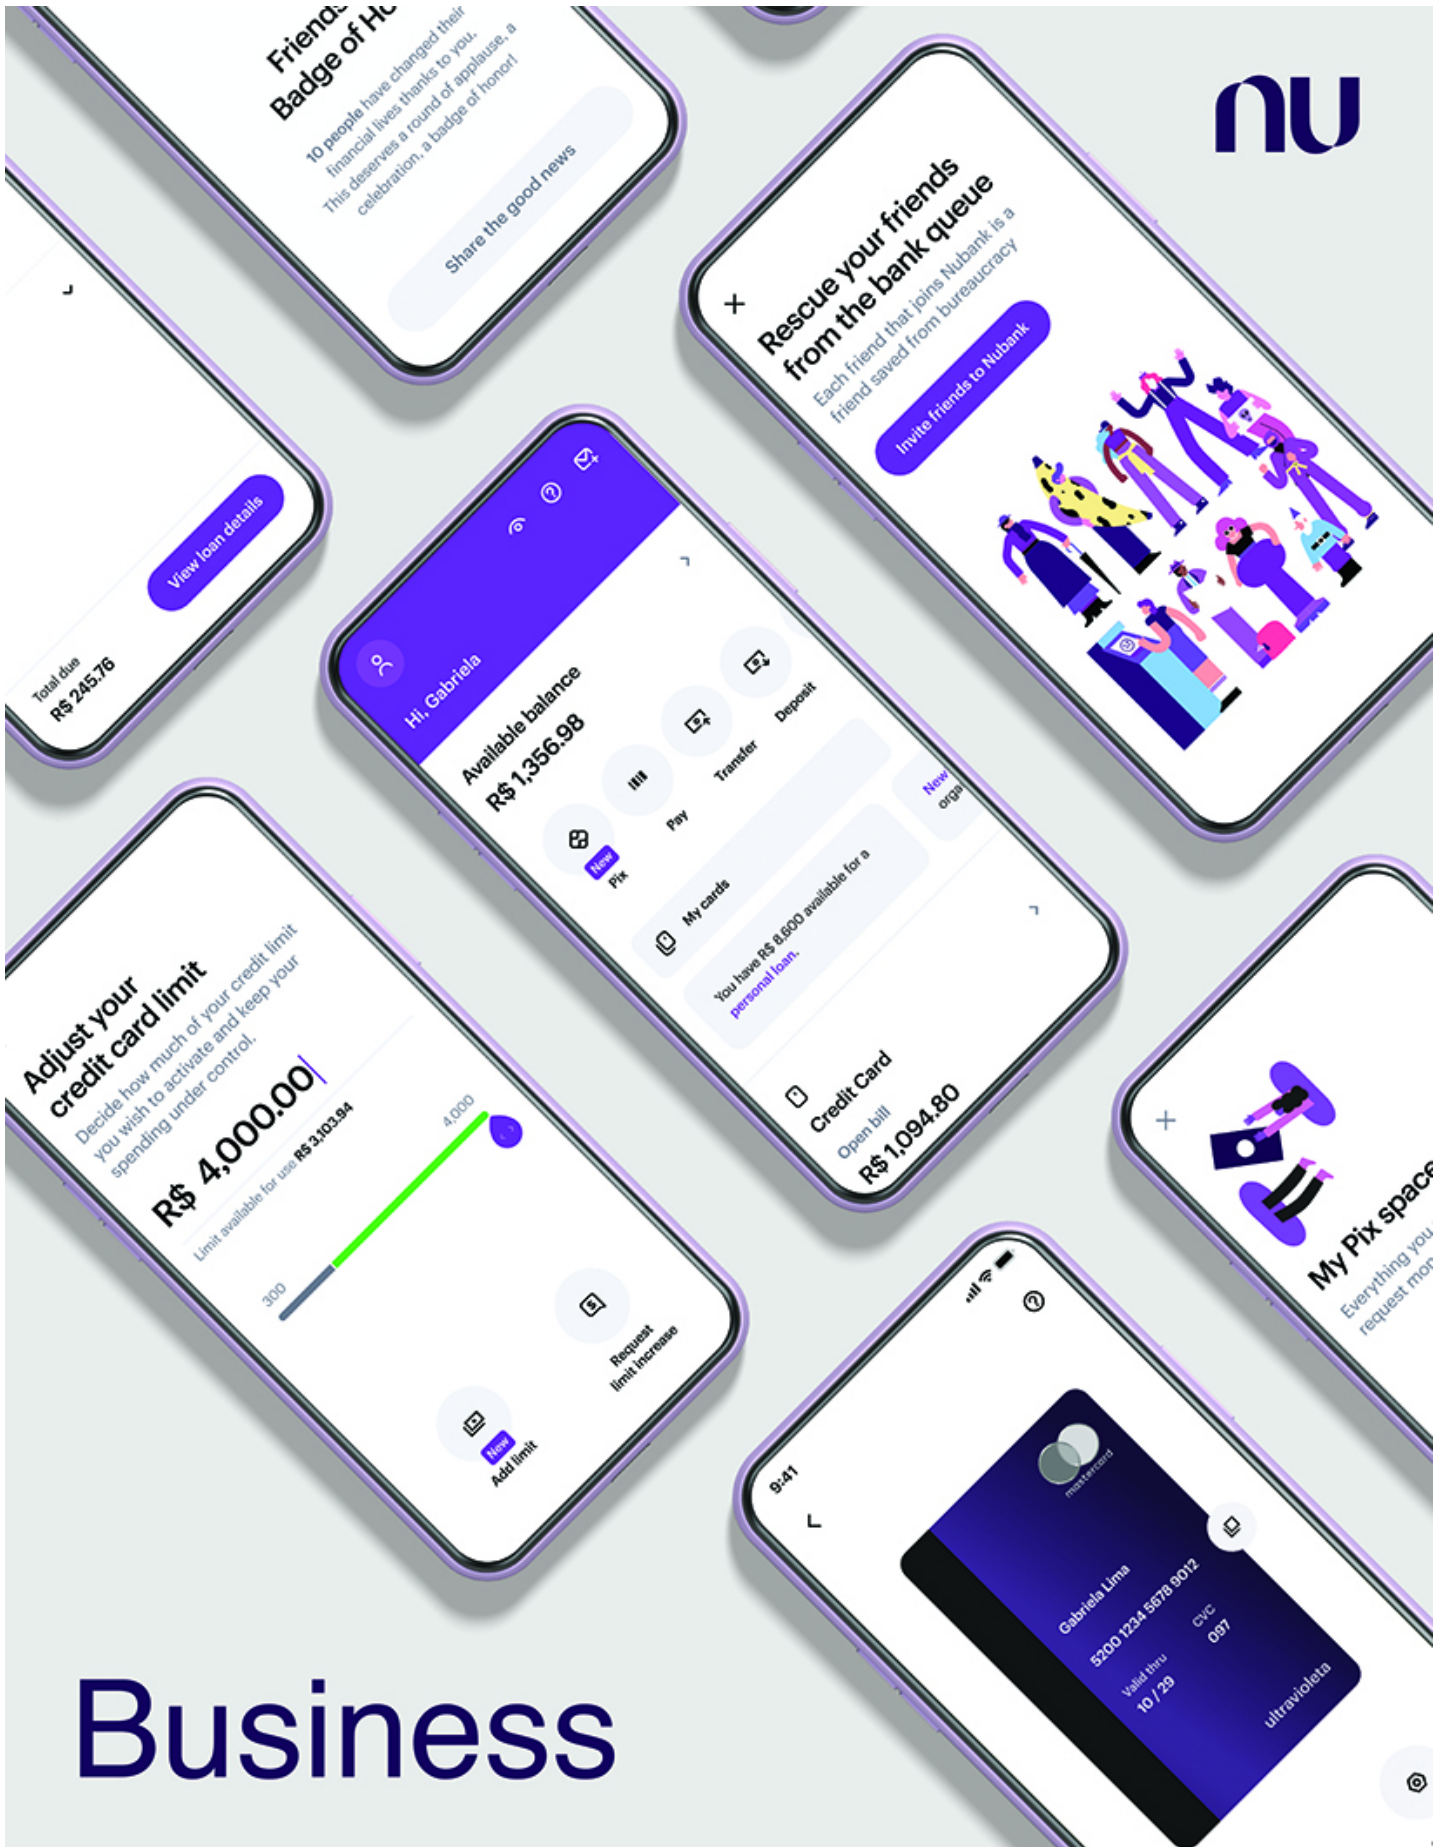 Friends
Badge of Ho
10 people have changed their
financial lives thanks to you.
This deserves a round of applause, a
celebration, a badge of honor!
Share the good news
nu
Rescue your friends
from the bank queue
Each friend that joins Nubank is a
friend saved from bureaucracy
Invite friends to Nubank
View loan details
Total due
R$ 245.76
Hi, Gabriela
Available balance
R$ 1,356.98
New
Pix
Pay
Transfer
Deposit
My cards
You have R$ 8,600 available for a
personal loan.
New
orga
Credit Card
Open bill
R$ 1,094.80
Adjust your
credit card limit
Decide how much of your credit limit
you wish to activate and keep your
spending under control.
R$ 4,000.00
Limit available for use R$ 3,103.94
300
4,000
New
Add limit
Request
limit increase
My Pix space
Everything you
request mon
9:41
mastercard
Gabriela Lima
5200 1234 5678 9012
Valid thru
10 / 29
CVC
097
ultravioleta
Business